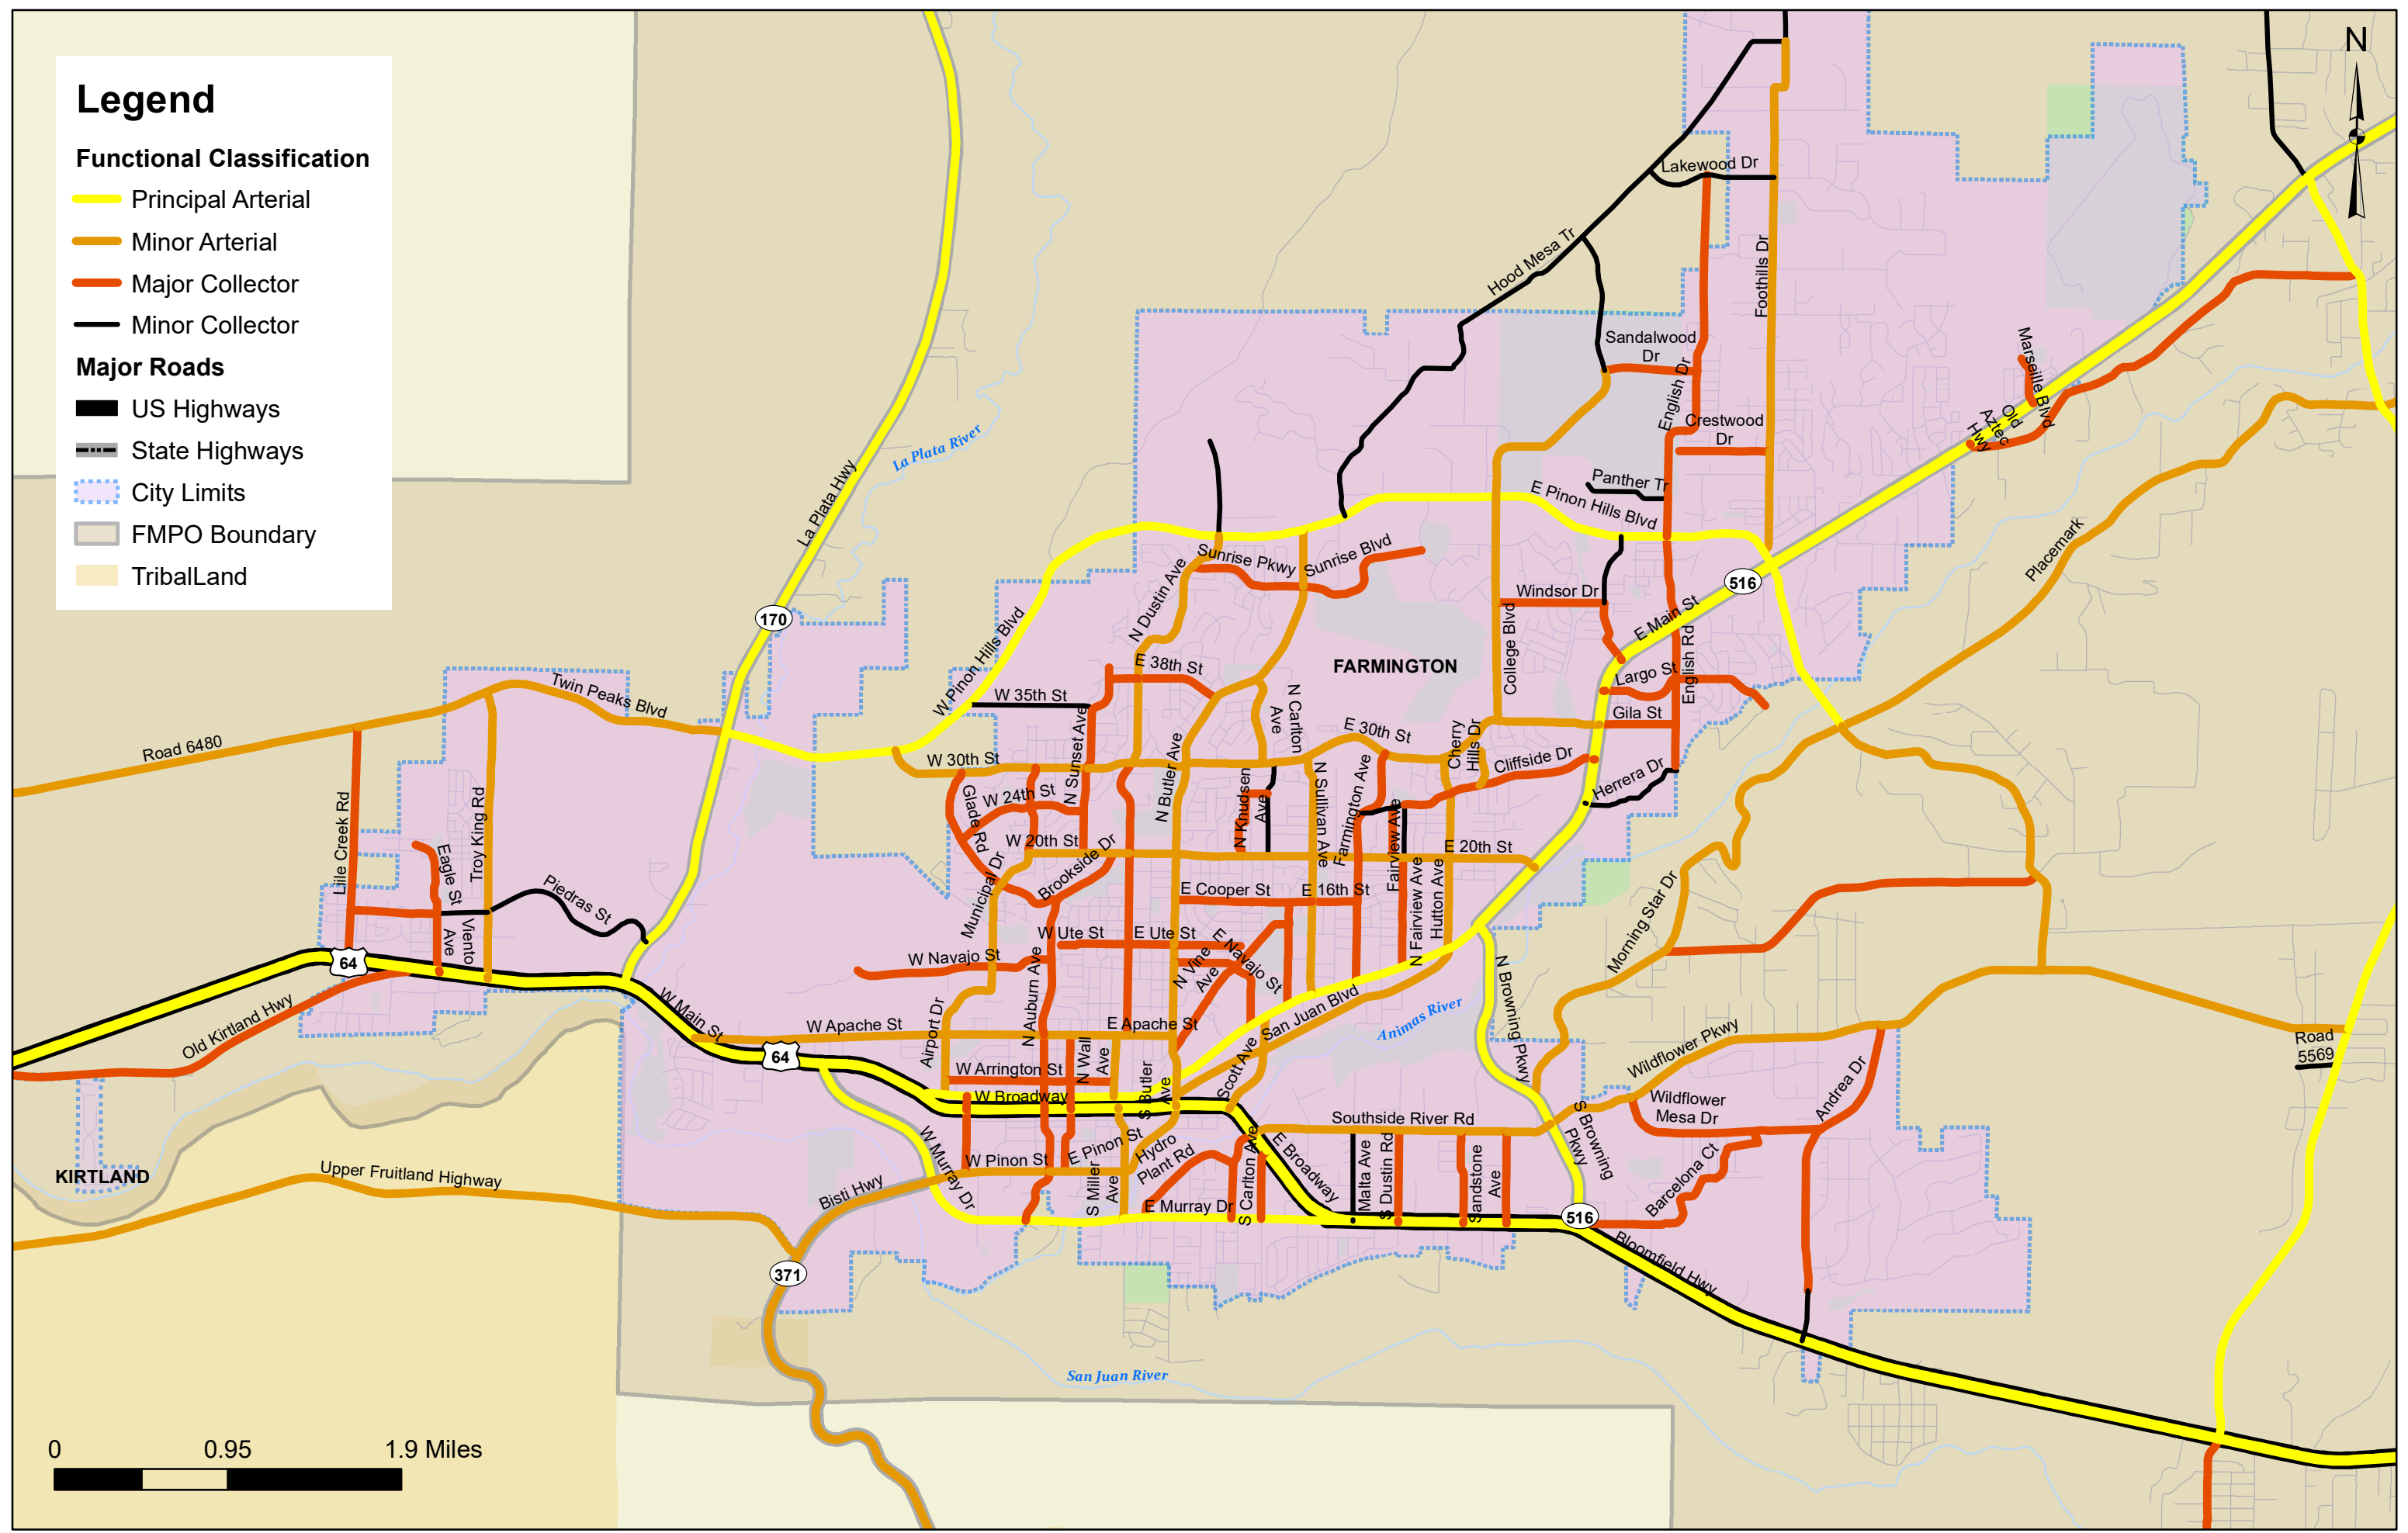 N
Legend
Functional Classification
Principal Arterial
Minor Arterial
Major Collector
Minor Collector
Major Roads
US Highways
State Highways
City Limits
FMPO Boundary
TribalLand
Lakewood Dr
Hood Mesa Tr
Foothills Dr
Sandalwood
Dr
English Dr
Crestwood
Dr
Marseille Blvd
Old
Aztec
Hwy
La Plata River
La Plata Hwy
Panther Tr
E Pinon Hills Blvd
Placemark
Sunrise Pkwy
Sunrise Blvd
N Dustin Ave
516
170
Windsor Dr
E Main St
W Pinon Hills Blvd
College Blvd
English Rd
E 38th St
FARMINGTON
Largo St
Twin Peaks Blvd
W 35th St
N Carlton
Ave
Gila St
Road 6480
N Sunset Ave
N Butler Ave
E 30th St
Cherry
Hills Dr
W 30th St
Cliffside Dr
Herrera Dr
Glade Rd
W 24th St
N Knudsen
Ave
N Sullivan Ave
Farmington Ave
Fairview Ave
Lille Creek Rd
Eagle St
Troy King Rd
W 20th St
E 20th St
Brookside Dr
Municipal Dr
Piedras St
E Cooper St
E 16th St
N Fairview Ave
Hutton Ave
Morning Star Dr
Viento
Ave
W Ute St
E Ute St
E Navajo St
W Navajo St
N Vine
Ave
64
N Browning Pkwy
Old Kirtland Hwy
W Main St
Airport Dr
N Auburn Ave
San Juan Blvd
Animas River
W Apache St
E Apache St
Wildflower Pkwy
Road
5569
64
N Wall
Ave
W Arrington St
S Butler
Ave
Scott Ave
W Broadway
Andrea Dr
Wildflower
Mesa Dr
Southside River Rd
S Browning
Pkwy
KIRTLAND
Upper Fruitland Highway
W Murray Dr
W Pinon St
E Pinon St
Hydro
Plant Rd
S Miller
Ave
S Carlton Ave
E Broadway
Malta Ave
S Dustin Rd
Sandstone
Ave
Barcelona Ct
Bisti Hwy
E Murray Dr
516
Bloomfield Hwy
371
San Juan River
0
0.95
1.9 Miles